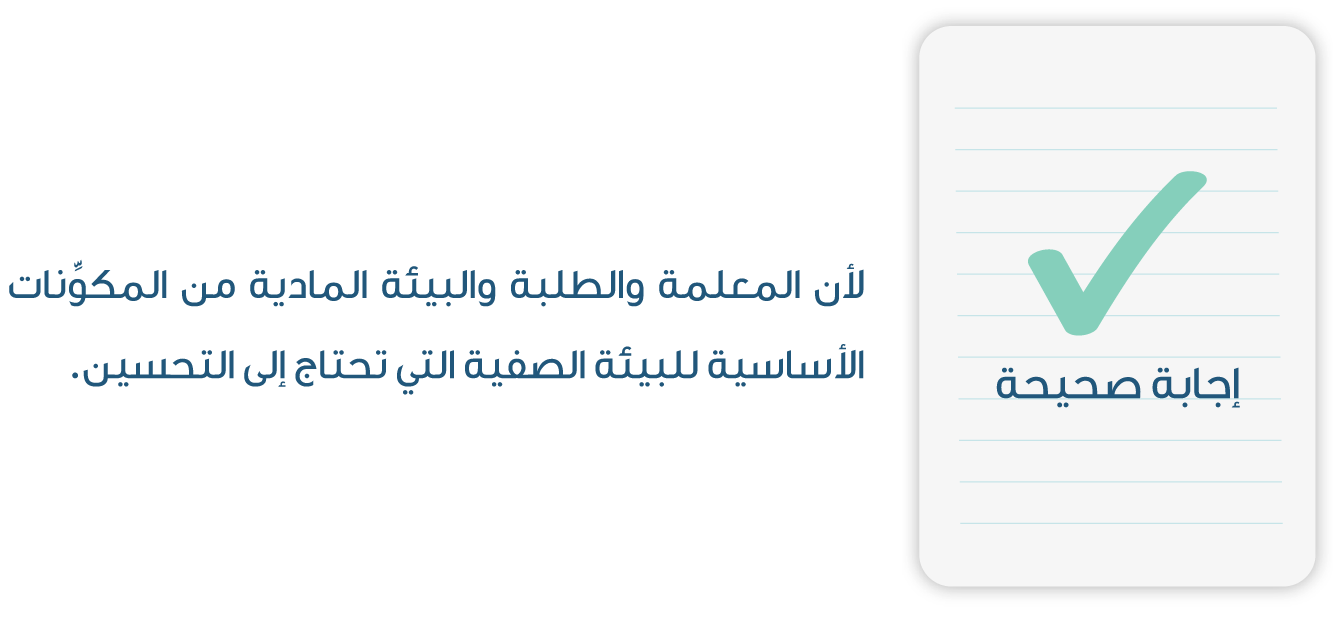 لأن المعلمة والطلبة والبيئة المادية من المكوِّنات
الأساسية للبيئة الصفية التي تحتاج إلى التحسين.
إجابة صحيحة